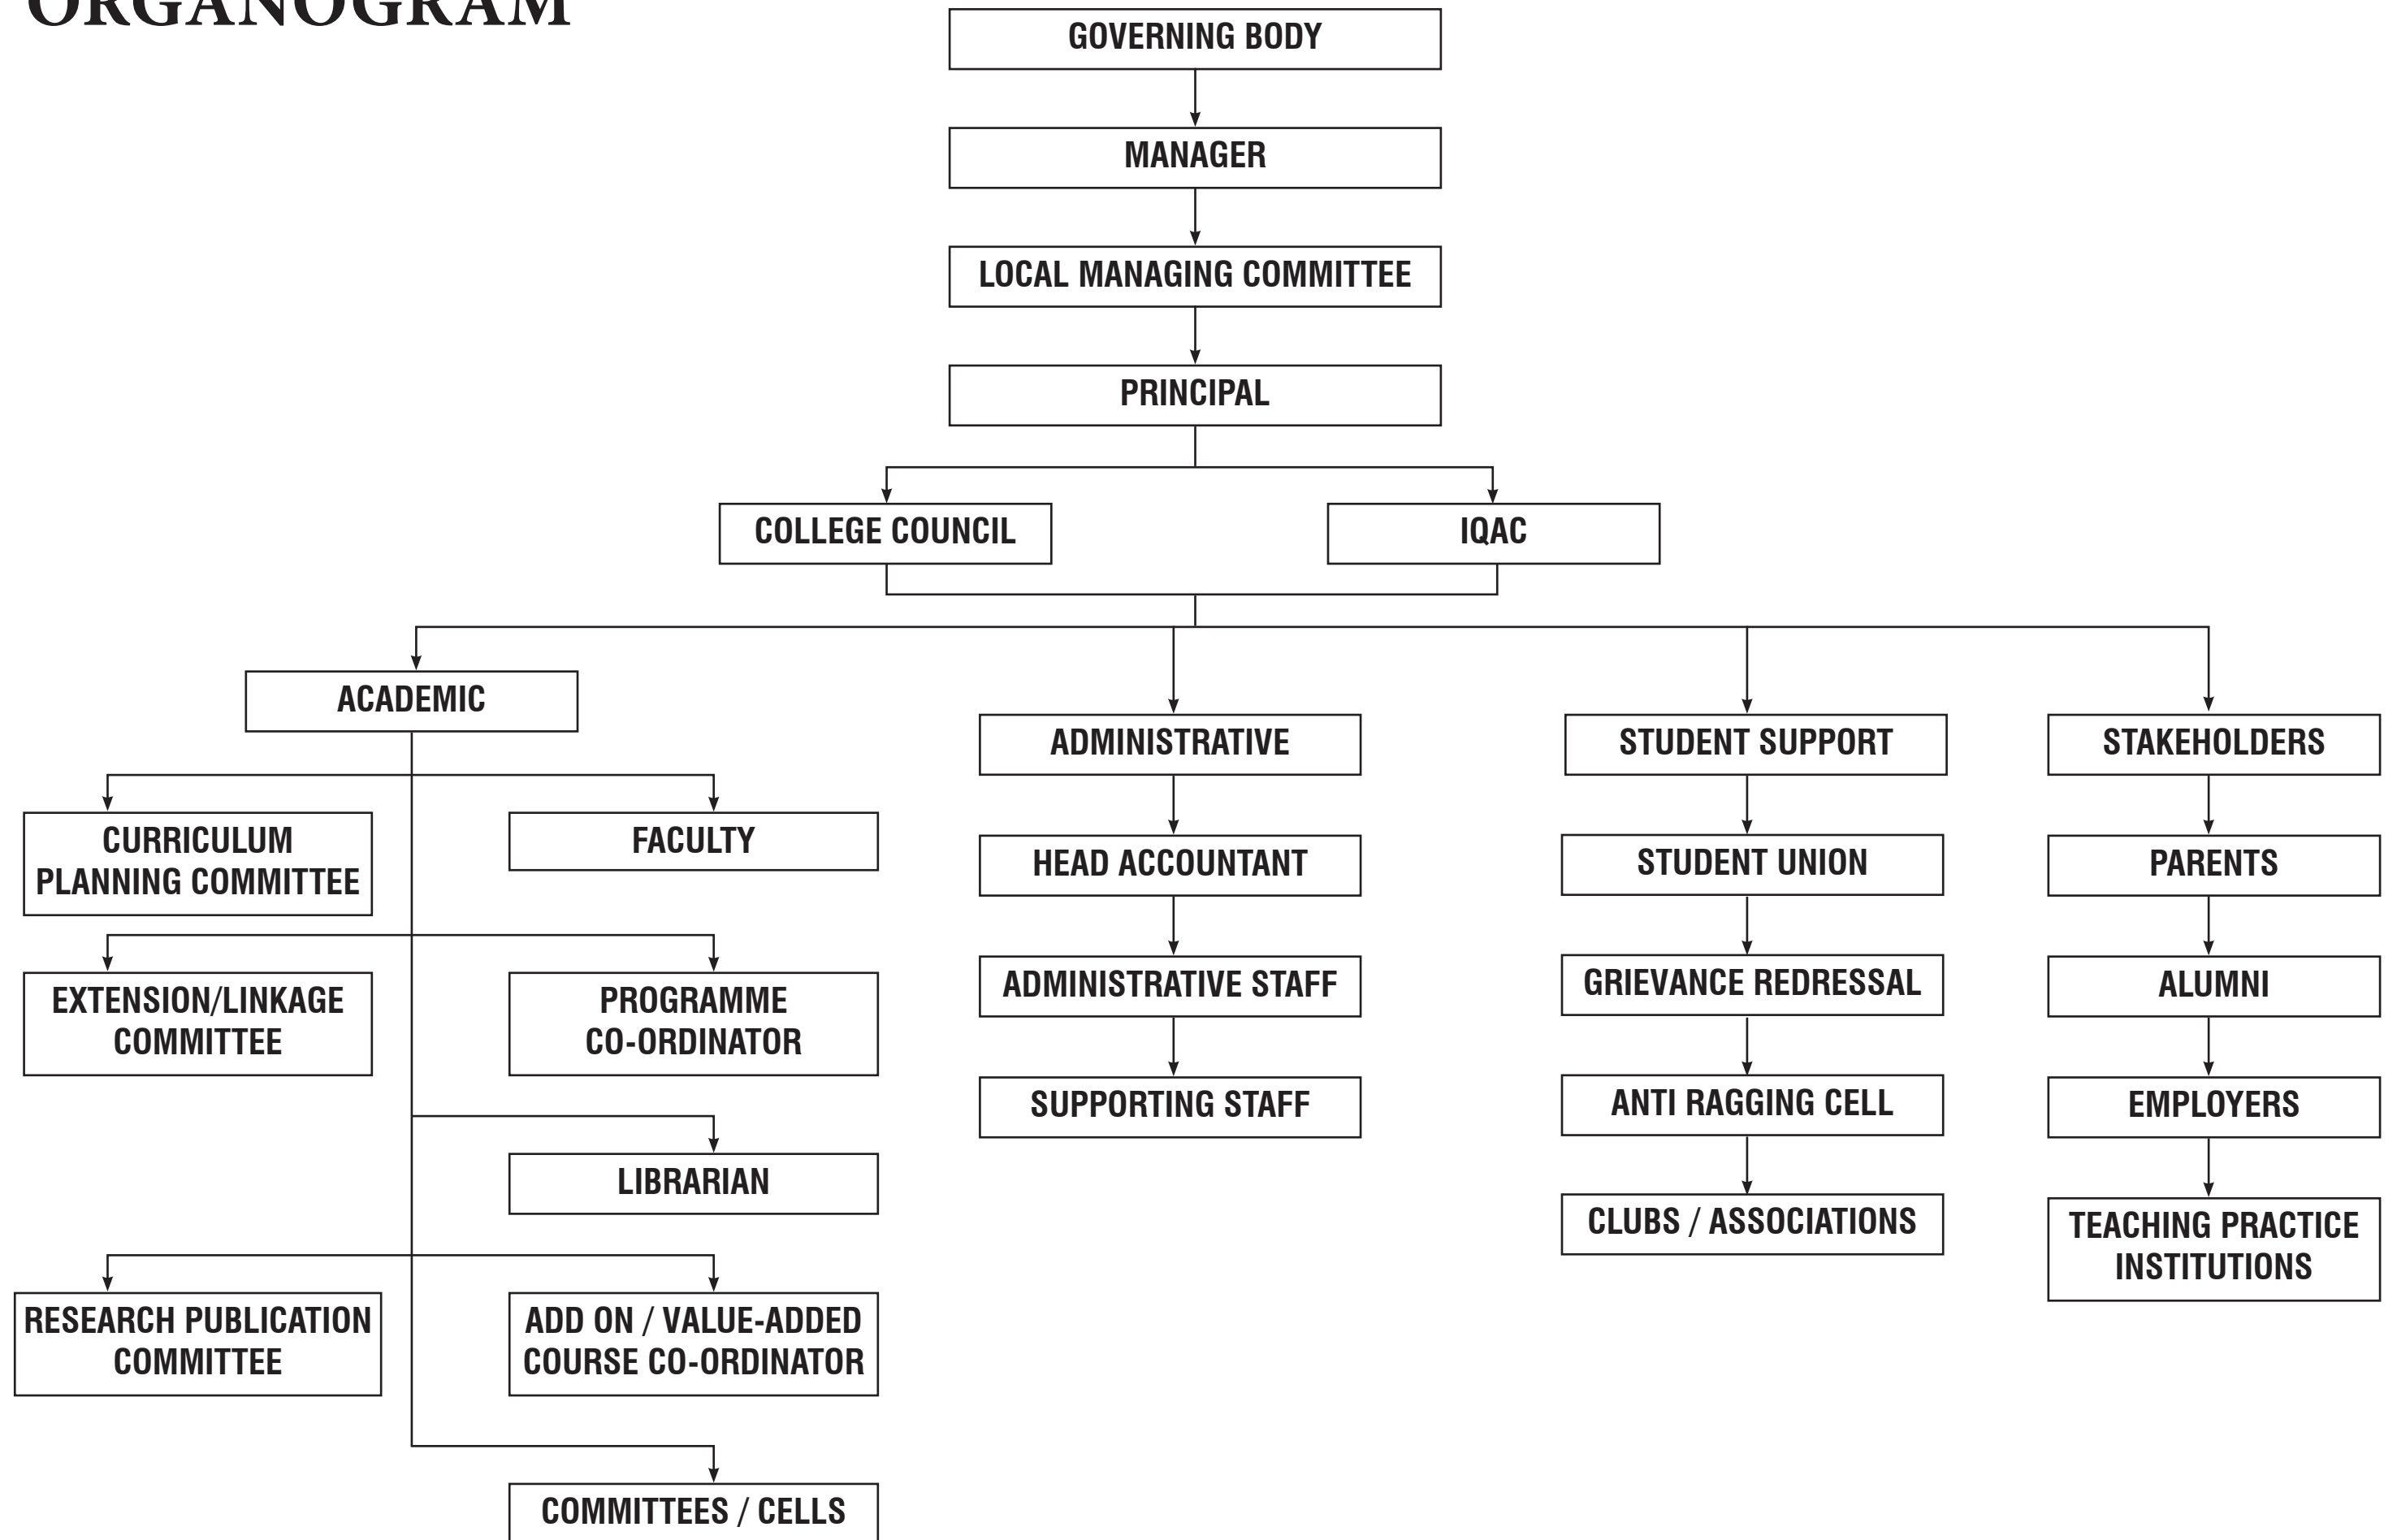 ORGANOGRAM
GOVERNING BODY
MANAGER
LOCAL MANAGING COMMITTEE
PRINCIPAL
COLLEGE COUNCIL
IQAC
ACADEMIC
ADMINISTRATIVE
STUDENT SUPPORT
STAKEHOLDERS
CURRICULUM
PLANNING COMMITTEE
FACULTY
HEAD ACCOUNTANT
STUDENT UNION
PARENTS
EXTENSION/LINKAGE
COMMITTEE
PROGRAMME
CO-ORDINATOR
ADMINISTRATIVE STAFF
GRIEVANCE REDRESSAL
ALUMNI
LIBRARIAN
SUPPORTING STAFF
ANTI RAGGING CELL
EMPLOYERS
CLUBS / ASSOCIATIONS
TEACHING PRACTICE
INSTITUTIONS
RESEARCH PUBLICATION
COMMITTEE
ADD ON / VALUE-ADDED
COURSE CO-ORDINATOR
COMMITTEES / CELLS